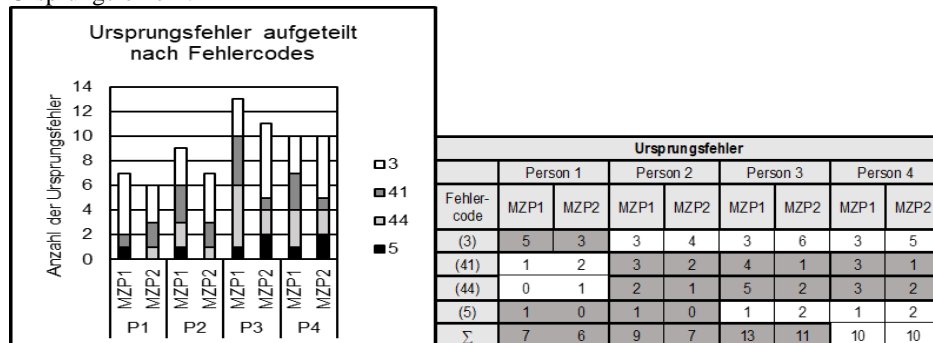 Ursprungsfehler aufgeteilt
nach Fehlercodes
Anzahl der Ursprungsfehler
14
12
10
8
6
4
2
0
MZP1 MZP2 MZP1 MZP2 MZP1 MZP2 MZP1 MZP2
P1 P2 P3 P4
3
41
44
5
Ursprungsfehler
Person 1 Person 2 Person 3 Person 4
Fehler-
code MZP1 MZP2 MZP1 MZP2 MZP1 MZP2 MZP1 MZP2
(3) 5 3 3 4 3 6 3 5
(41) 1 2 3 2 4 1 3 1
(44) 0 1 2 1 5 2 3 2
(5) 1 0 1 0 1 2 1 2
Σ 7 6 9 7 13 11 10 10